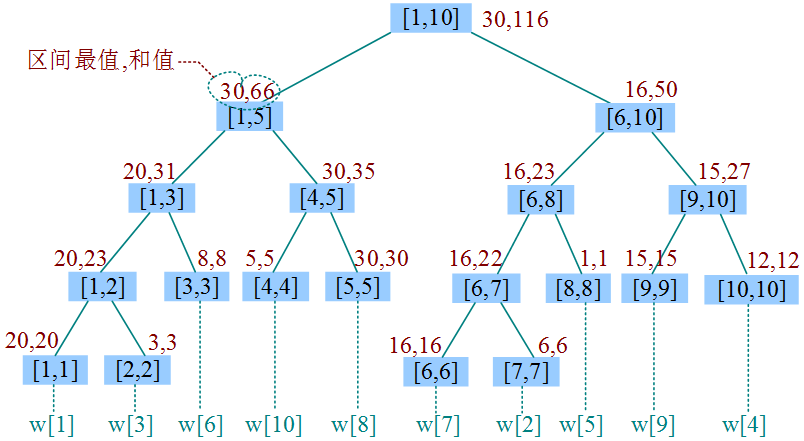 [1,10] 30,116
区间最值,和值
30,66 16,50
[1,5] [6,10]
20,31 30,35 16,23 15,27
[1,3] [4,5] [6,8] [9,10]
20,23 8,8 5,5 30,30 16,22 1,1 15,15 12,12
[1,2] [3,3] [4,4] [5,5] [6,7] [8,8] [9,9] [10,10]
20,20 3,3 16,16 6,6
[1,1] [2,2] [6,6] [7,7]
w[1] w[3] w[6] w[10] w[8] w[7] w[2] w[5] w[9] w[4]